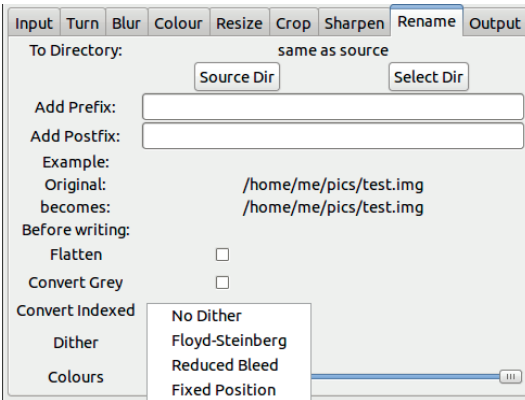 Input Turn Blur Colour Resize Crop Sharpen Rename Output
To Directory: same as source
Source Dir Select Dir
Add Prefix:
Add Postfix:
Example:
Original: /home/me/pics/test.img
becomes: /home/me/pics/test.img
Before writing:
Flatten
Convert Grey
Convert Indexed
No Dither
Dither Floyd-Steinberg
Reduced Bleed
Colours
Fixed Position